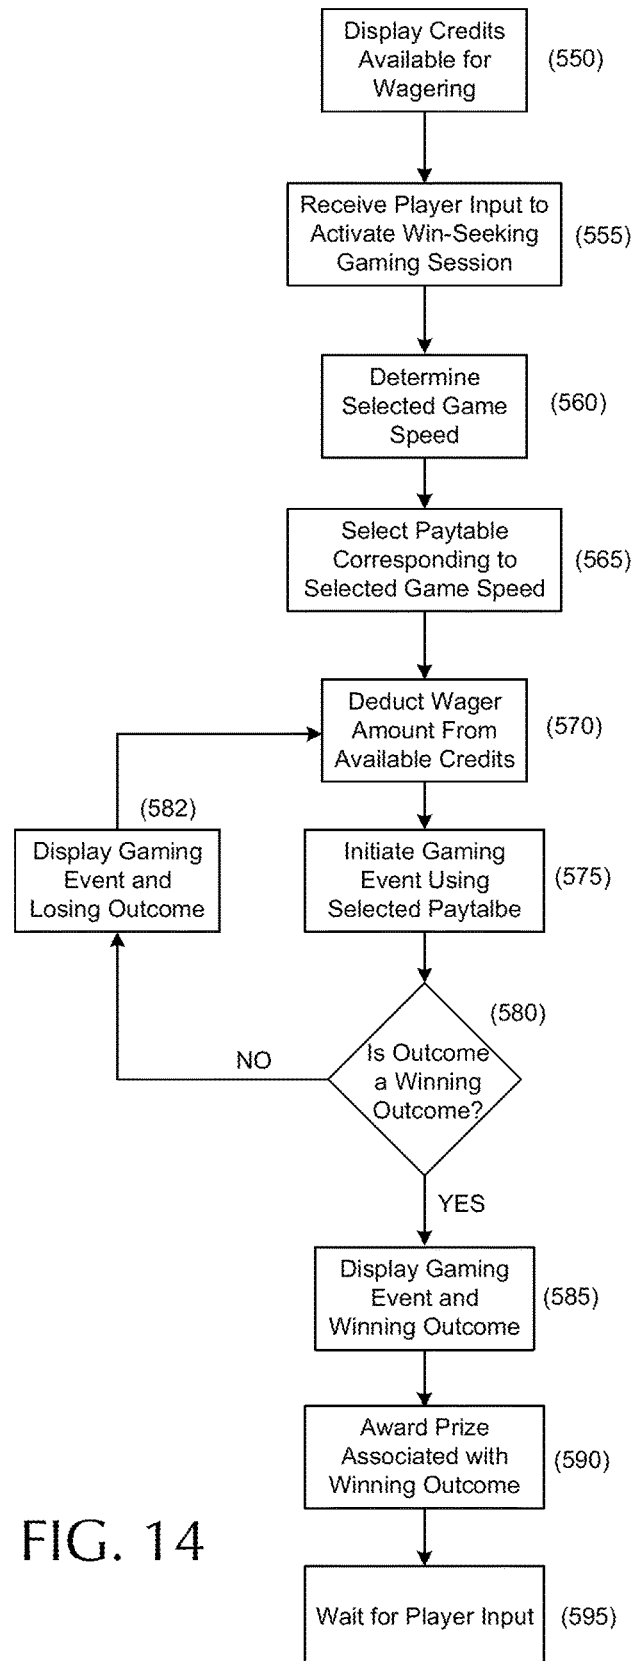 Display Credits
Available for
Wagering
(550)
Receive Player Input to
Activate Win-Seeking
Gaming Session
(555)
Determine
Selected Game
Speed
(560)
Select Paytable
Corresponding to
Selected Game Speed
(565)
Deduct Wager
Amount From
Available Credits
(570)
(582)
Display Gaming
Event and
Losing Outcome
Initiate Gaming
Event Using
Selected Paytalbe
(575)
(580)
Is Outcome
a Winning
Outcome?
NO
YES
Display Gaming
Event and
Winning Outcome
(585)
Award Prize
Associated with
Winning Outcome
(590)
FIG. 14
Wait for Player Input
(595)